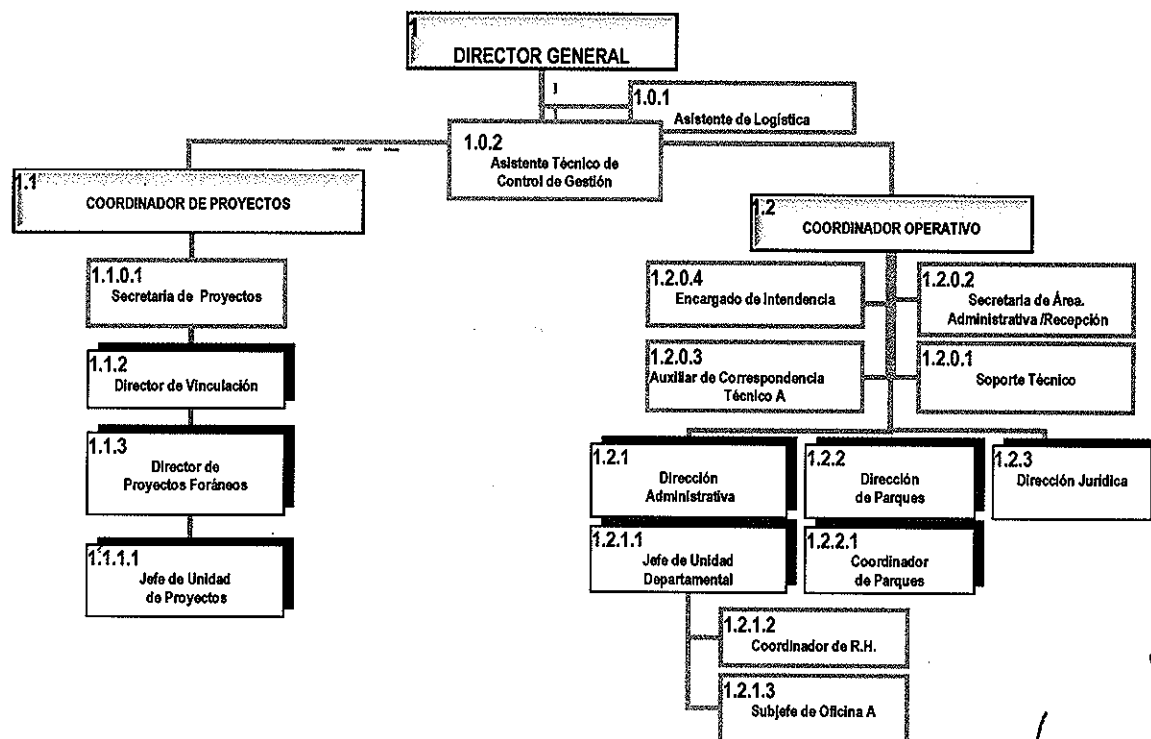 1
DIRECTOR GENERAL
1.0.1
Asistente de Logística
1.0.2
Asistente Técnico de
Control de Gestión
1.1
COORDINADOR DE PROYECTOS
1.1.0.1
Secretaria de Proyectos
1.1.2
Director de Vinculación
1.1.3
Director de
Proyectos Foráneos
1.1.1.1
Jefe de Unidad
de Proyectos
1.2
COORDINADOR OPERATIVO
1.2.0.4
Encargado de Intendencia
1.2.0.2
Secretaria de Área.
Administrativa /Recepción
1.2.0.3
Auxiliar de Correspondencia
Técnico A
1.2.0.1
Soporte Técnico
1.2.1
Dirección
Administrativa
1.2.2
Dirección
de Parques
1.2.3
Dirección Jurídica
1.2.1.1
Jefe de Unidad
Departamental
1.2.2.1
Coordinador
de Parques
1.2.1.2
Coordinador de R.H.
1.2.1.3
Subjefe de Oficina A